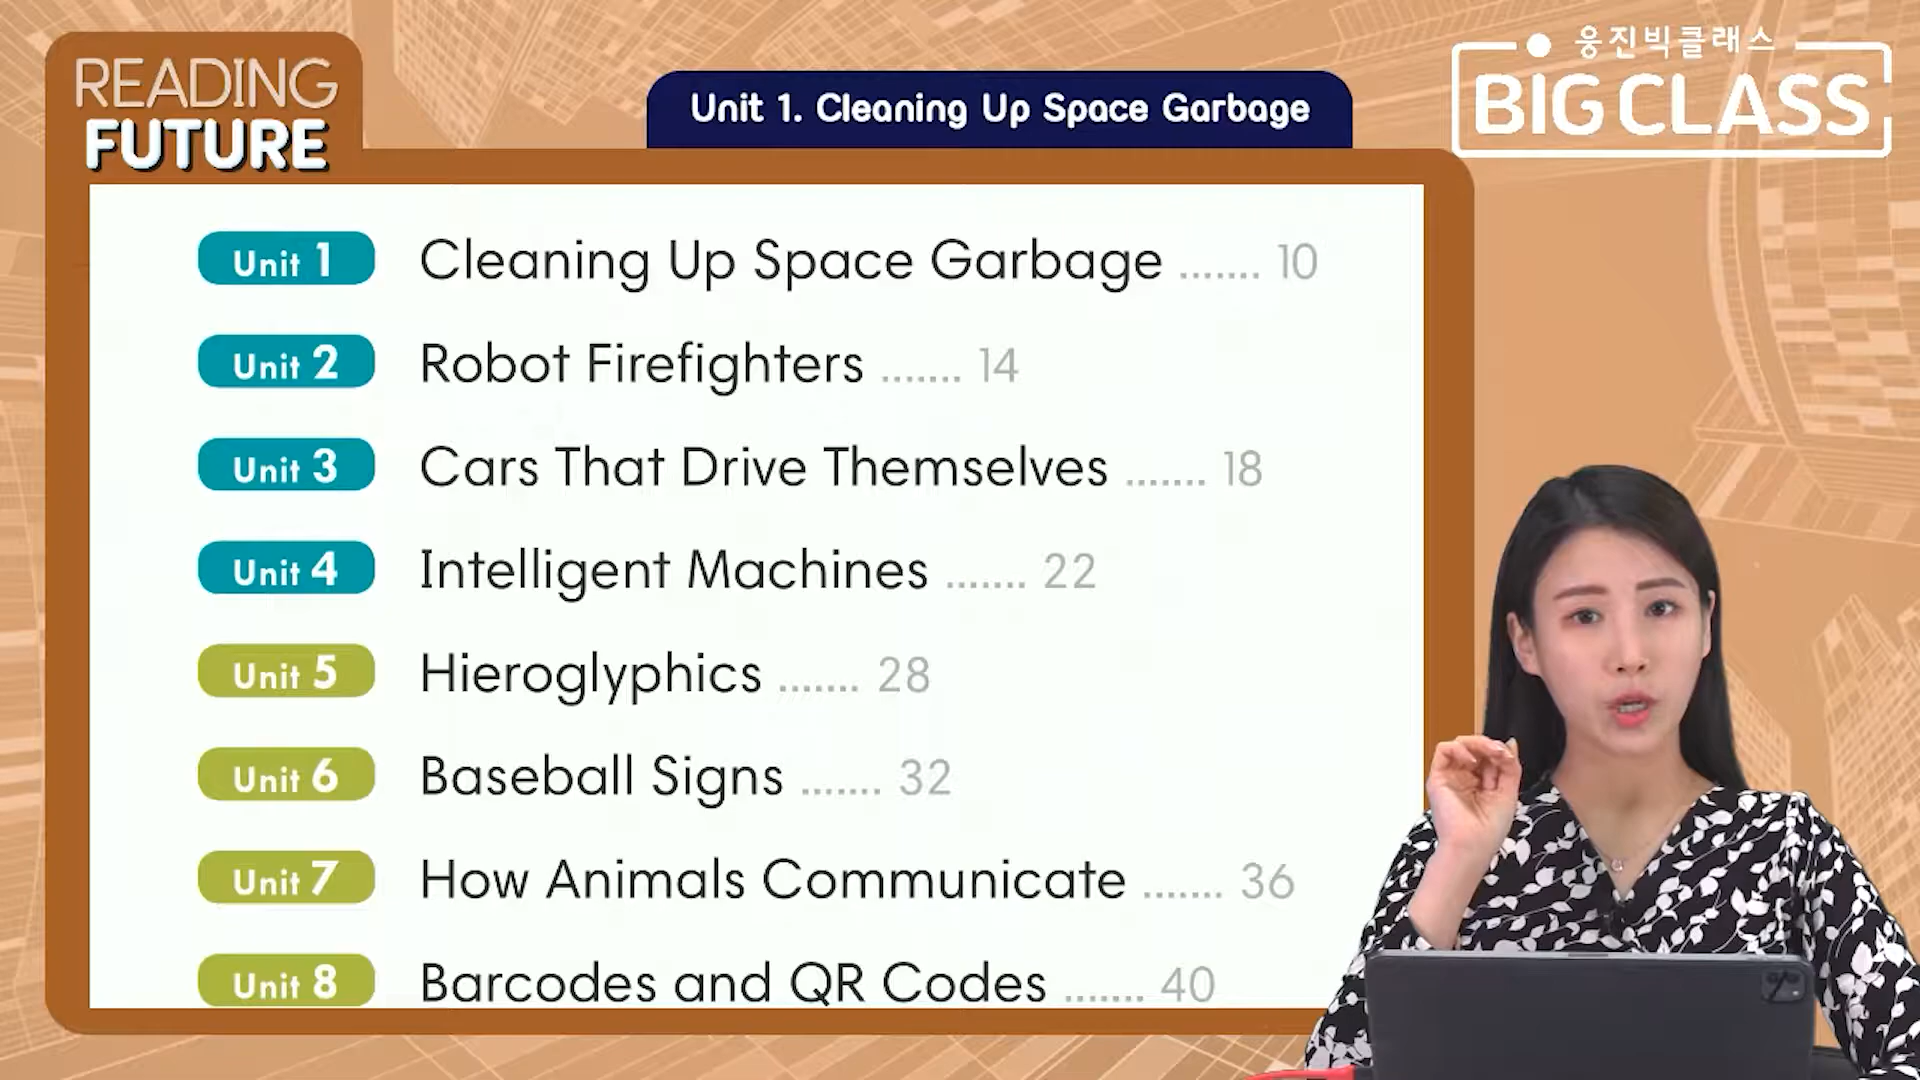 READING
FUTURE
Unit 1. Cleaning Up Space Garbage
웅진빅클래스
BIG CLASS
Unit 1 Cleaning Up Space Garbage ....... 10
Unit 2 Robot Firefighters ....... 14
Unit 3 Cars That Drive Themselves ....... 18
Unit 4 Intelligent Machines ....... 22
Unit 5 Hieroglyphics ....... 28
Unit 6 Baseball Signs ....... 32
Unit 7 How Animals Communicate ....... 36
Unit 8 Barcodes and QR Codes ....... 40